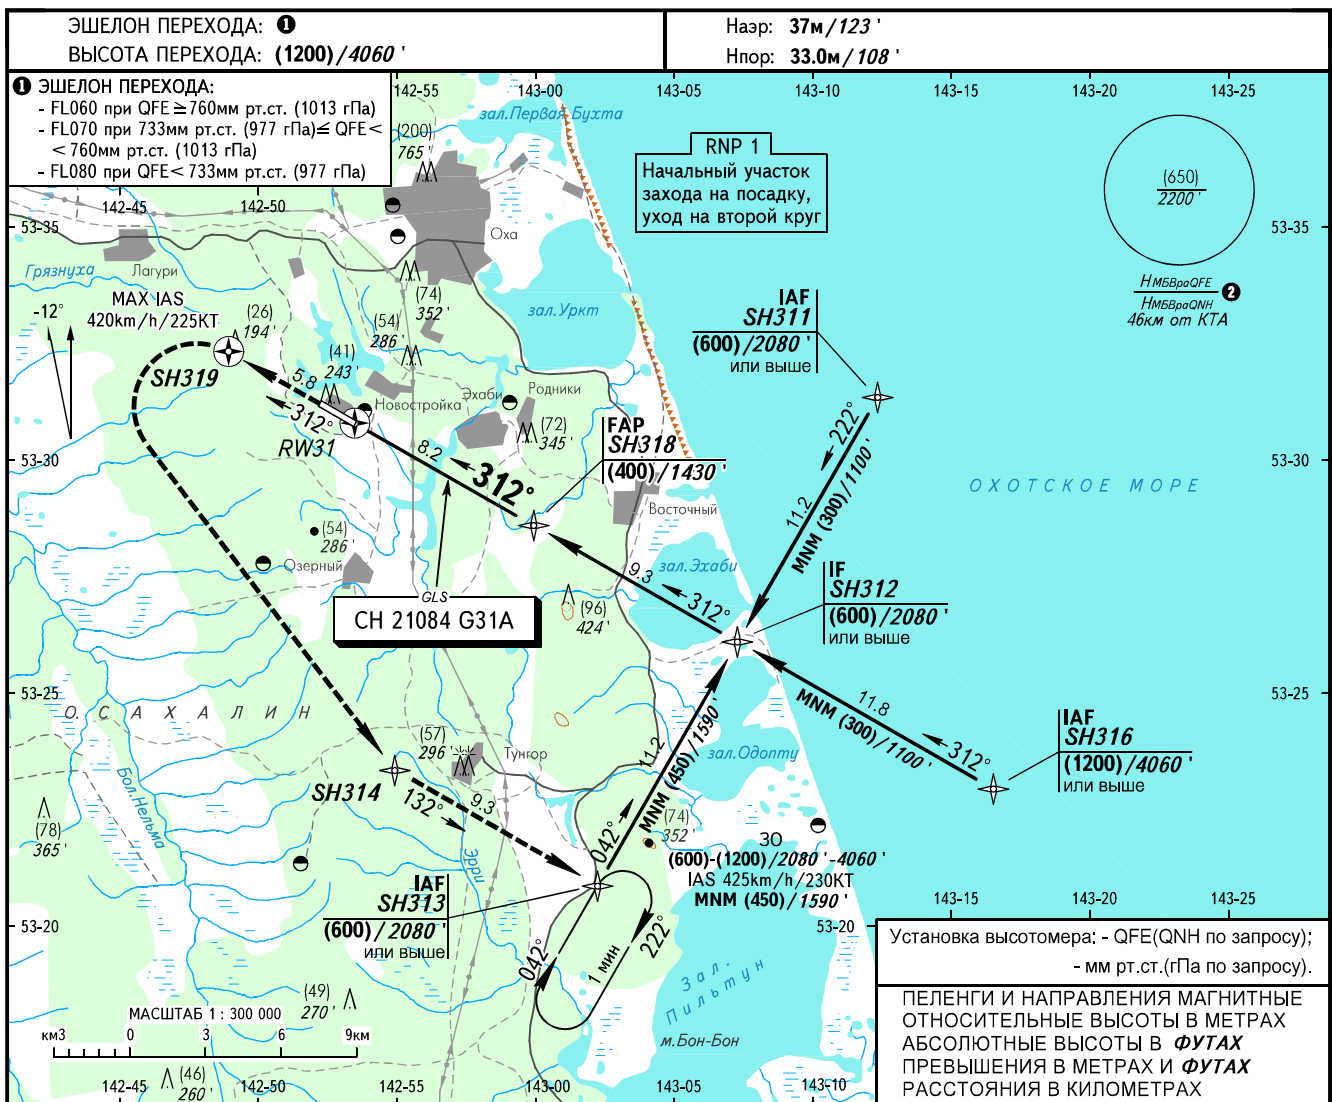 ЭШЕЛОН ПЕРЕХОДА: ❶
ВЫСОТА ПЕРЕХОДА: (1200)/4060 '
Наэр: 37м/123 '
Нпор: 33.0м/108 '
❶ ЭШЕЛОН ПЕРЕХОДА:
- FL060 при QFE ≥760мм рт.ст. (1013 гПа)
- FL070 при 733мм рт.ст. (977 гПа)≤ QFE<
< 760мм рт.ст. (1013 гПа)
- FL080 при QFE< 733мм рт.ст. (977 гПа)
142-55
143-00
143-05
143-10
143-15
143-20
143-25
зал.Первая Бухта
(200)
765 '
RNP 1
Начальный участок
захода на посадку,
уход на второй круг
(650)
2200 '
142-45
142-50
53-35
53-35
Оха
Грязнуха
Лагури
HМБВраQFE
HМБВраQNH
❷
46км от КТА
MAX IAS
420km/h/225KT
-12°
(26)
194 '
(74)
352 '
(54)
286 '
зал.Уркт
IAF
SH311
(600)/2080 '
или выше
(41)
243 '
SH319
5.8
312°
Новостройка
Эхаби
Родники
RW31
(72)
345 '
8.2
312°
FAP
SH318
(400)/1430 '
222°
11.2
MNM (300)/1100 '
53-30
53-30
ОХОТСКОЕ МОРЕ
Восточный
(54)
286 '
Озерный
зал.Эхаби
9.3
312°
IF
SH312
(600)/2080 '
или выше
GLS
CH 21084 G31A
(96)
424 '
53-25
53-25
О. САХАЛИН
11.8
MNM (300)/1100 '
312°
IAF
SH316
(1200)/4060 '
или выше
(57)
296 '
Тунгор
зал.Одопту
11.2
MNM (450)/1590 '
042°
SH314
132°
9.3
Бол.Нельма
(78)
365 '
Эрри
(74)
352 '
ЗО
(600)-(1200)/2080 '-4060 '
IAS 425km/h/230KT
MNM (450)/1590 '
IAF
SH313
(600)/2080 '
или выше
143-15
143-20
143-25
53-20
53-20
042°
1 мин
222°
Зал.
Пильтун
Установка высотомера: - QFE(QNH по запросу);
- мм рт.ст.(гПа по запросу).
(49)
270 '
МАСШТАБ 1 : 300 000
км3 0 3 6 9км
м.Бон-Бон
ПЕЛЕНГИ И НАПРАВЛЕНИЯ МАГНИТНЫЕ
ОТНОСИТЕЛЬНЫЕ ВЫСОТЫ В МЕТРАХ
АБСОЛЮТНЫЕ ВЫСОТЫ В ФУТАХ
ПРЕВЫШЕНИЯ В МЕТРАХ И ФУТАХ
РАССТОЯНИЯ В КИЛОМЕТРАХ
142-45
(46)
260 '
142-50
142-55
143-00
143-05
143-10